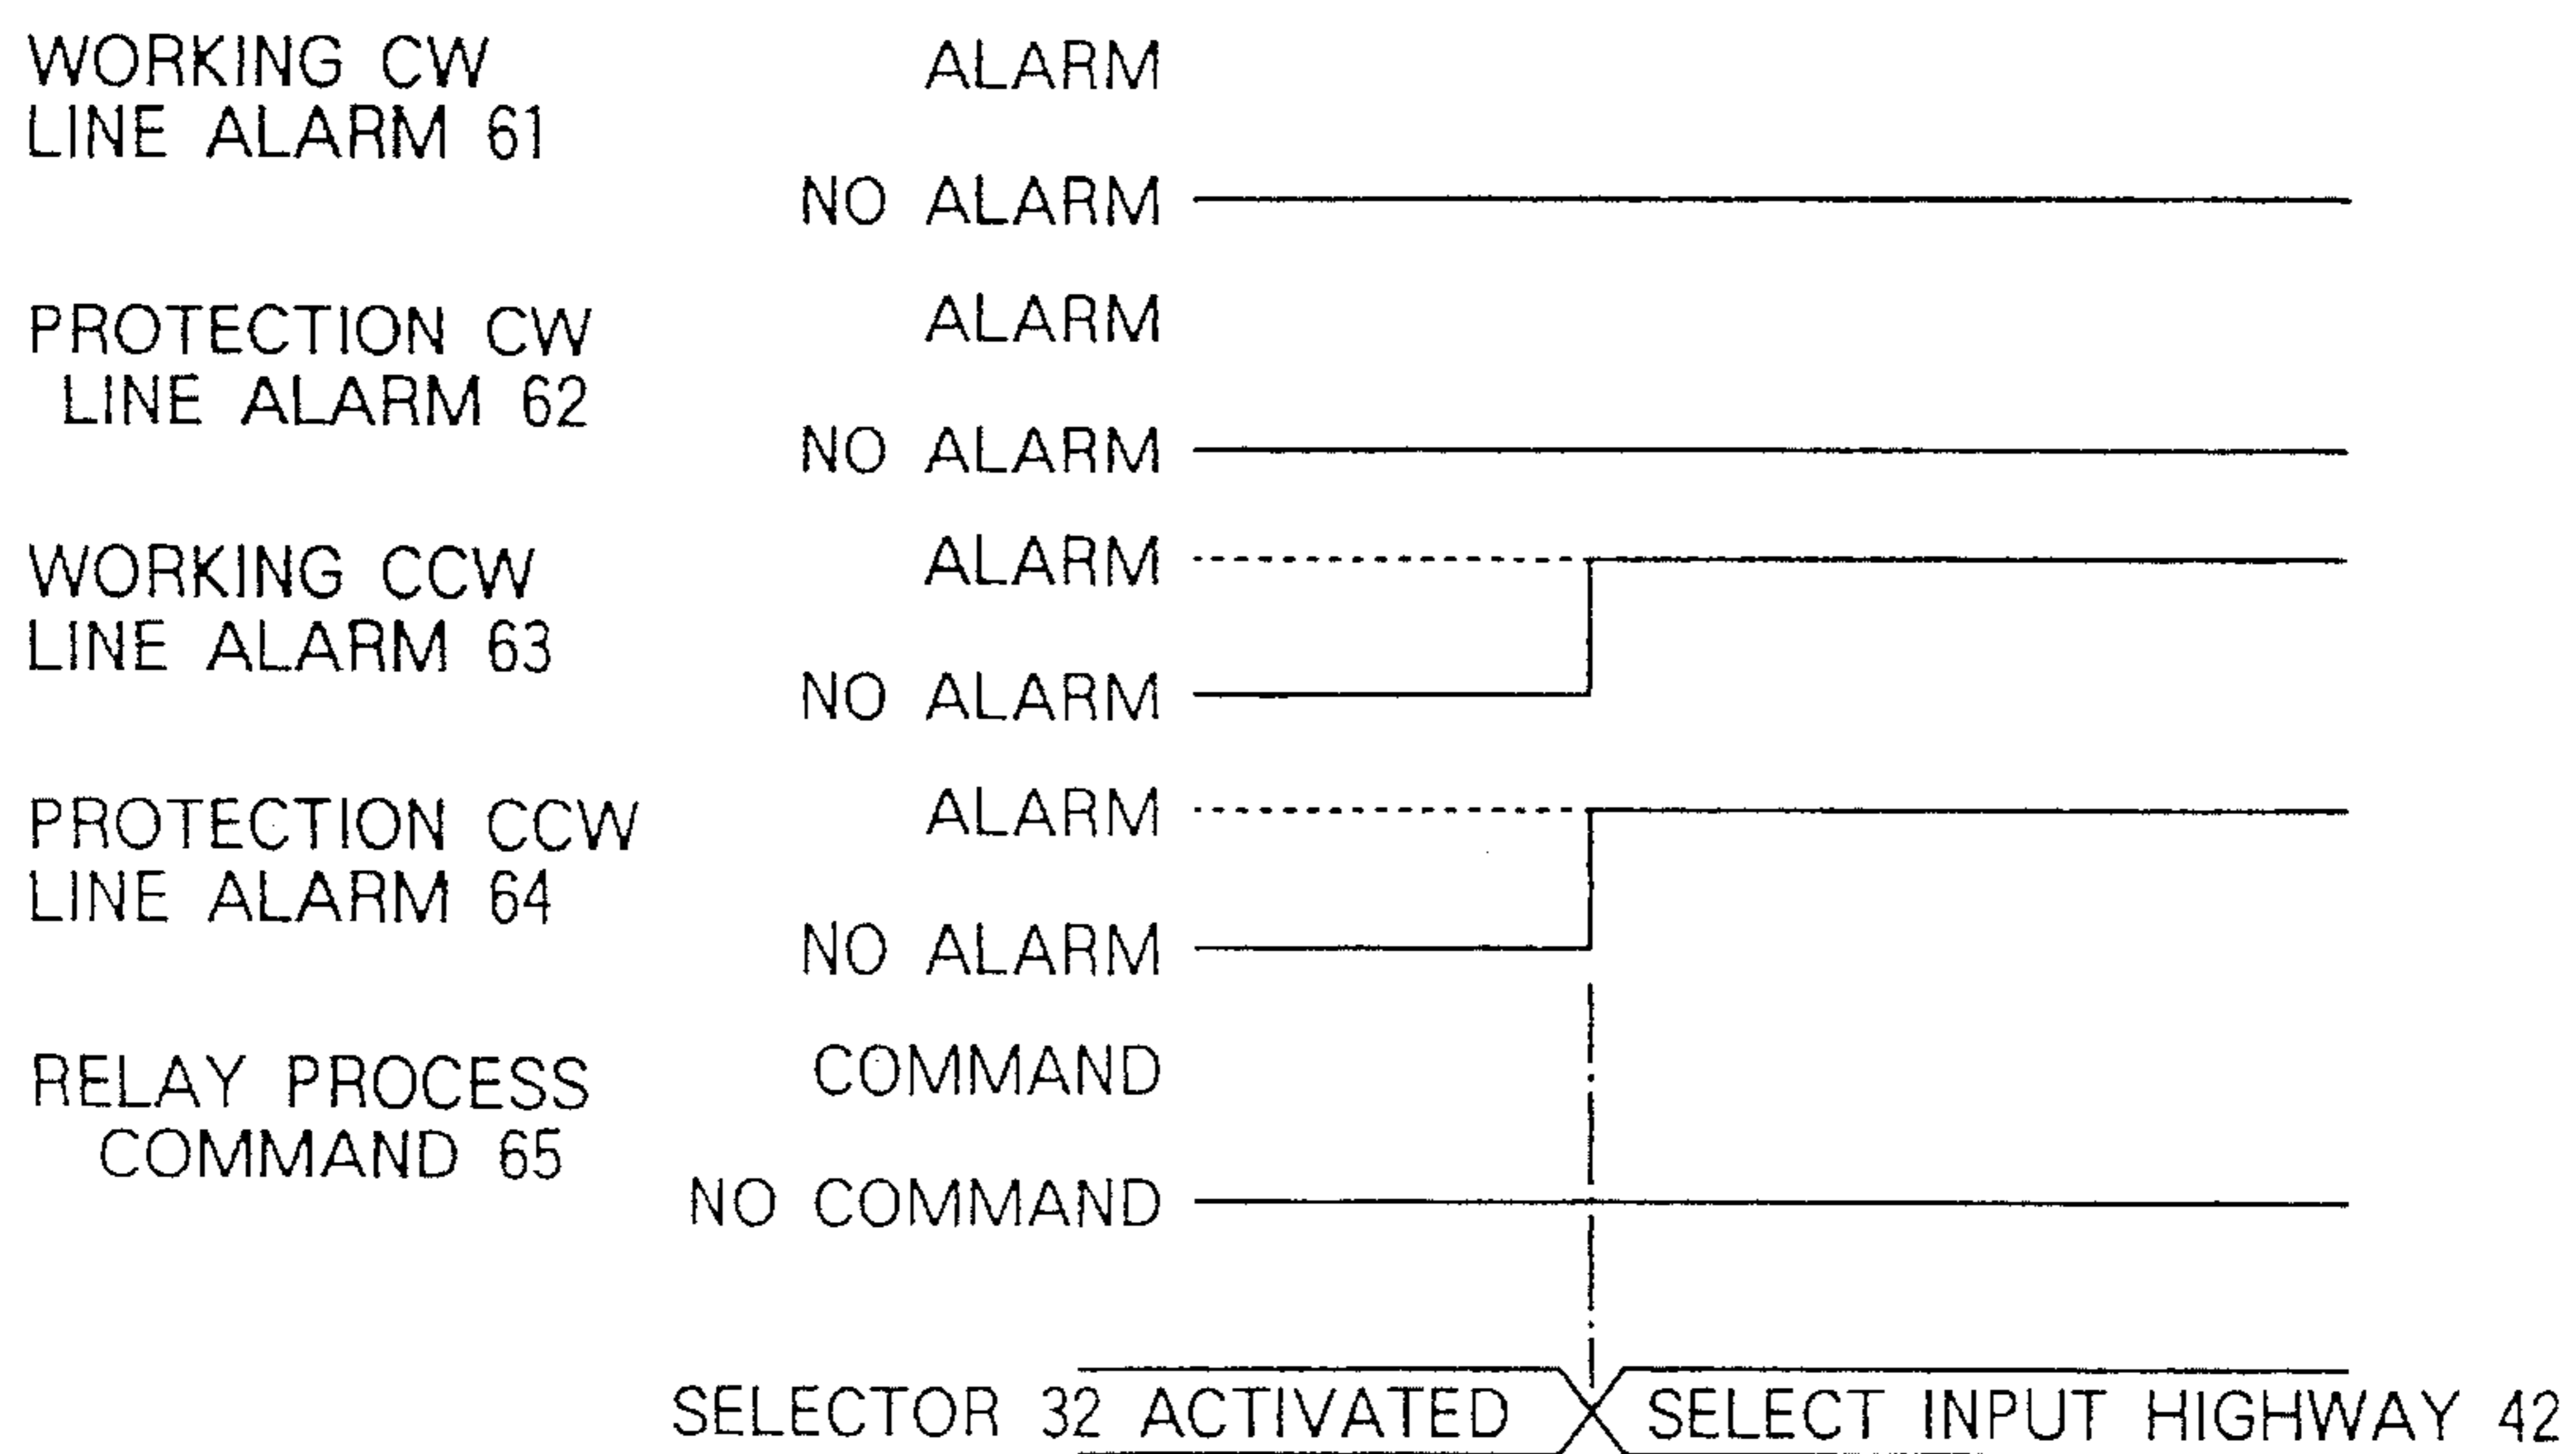 WORKING CW
LINE ALARM 61
ALARM
NO ALARM
PROTECTION CW
LINE ALARM 62
ALARM
NO ALARM
WORKING CCW
LINE ALARM 63
ALARM
NO ALARM
PROTECTION CCW
LINE ALARM 64
ALARM
NO ALARM
RELAY PROCESS
COMMAND 65
COMMAND
NO COMMAND
SELECTOR 32 ACTIVATED
SELECT INPUT HIGHWAY 42